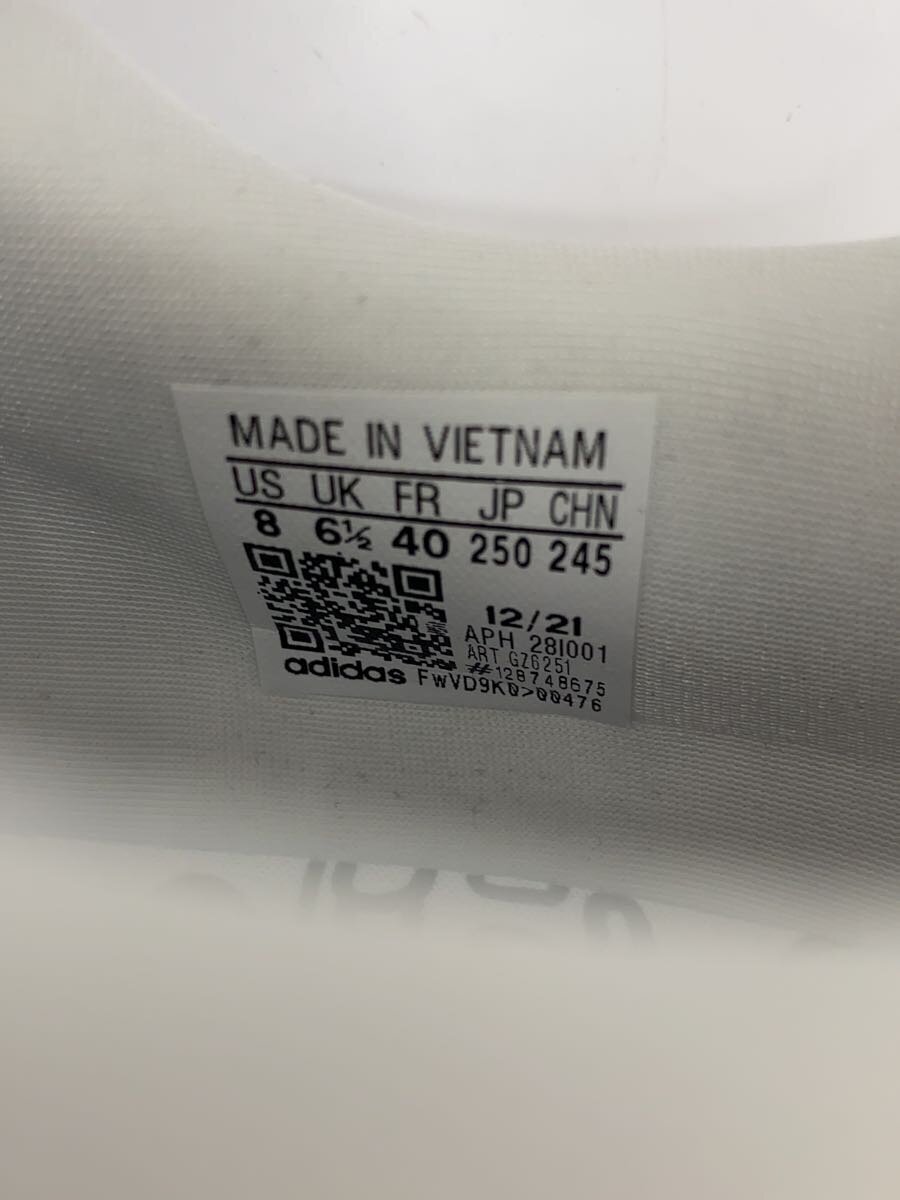 MADE IN VIETNAM
US UK FR JP CHN
8 6½ 40 250 245
12/21
APH 28I001
ART GZ6251
#128748675
adidas FwVD9K0>00476